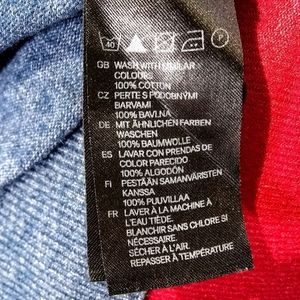 40 P
GB WASH WITH SIMILAR
COLOURS
100% COTTON
CZ PERTE S PODOBNÝMI
BARVAMI
100% BAVLNA
DE MIT ÄHNLICHEN FARBEN
WASCHEN
100% BAUMWOLLE
ES LAVAR CON PRENDAS DE
COLOR PARECIDO
100% ALGODÓN
FI PESTÄÄN SAMANVÄRISTEN
KANSSA
100% PUUVILLAA
FR LAVER À LA MACHINE À
L'EAU TIÈDE.
BLANCHIR SANS CHLORE SI
NÉCESSAIRE.
SÉCHER À L'AIR.
REPASSER À TEMPÉRATURE